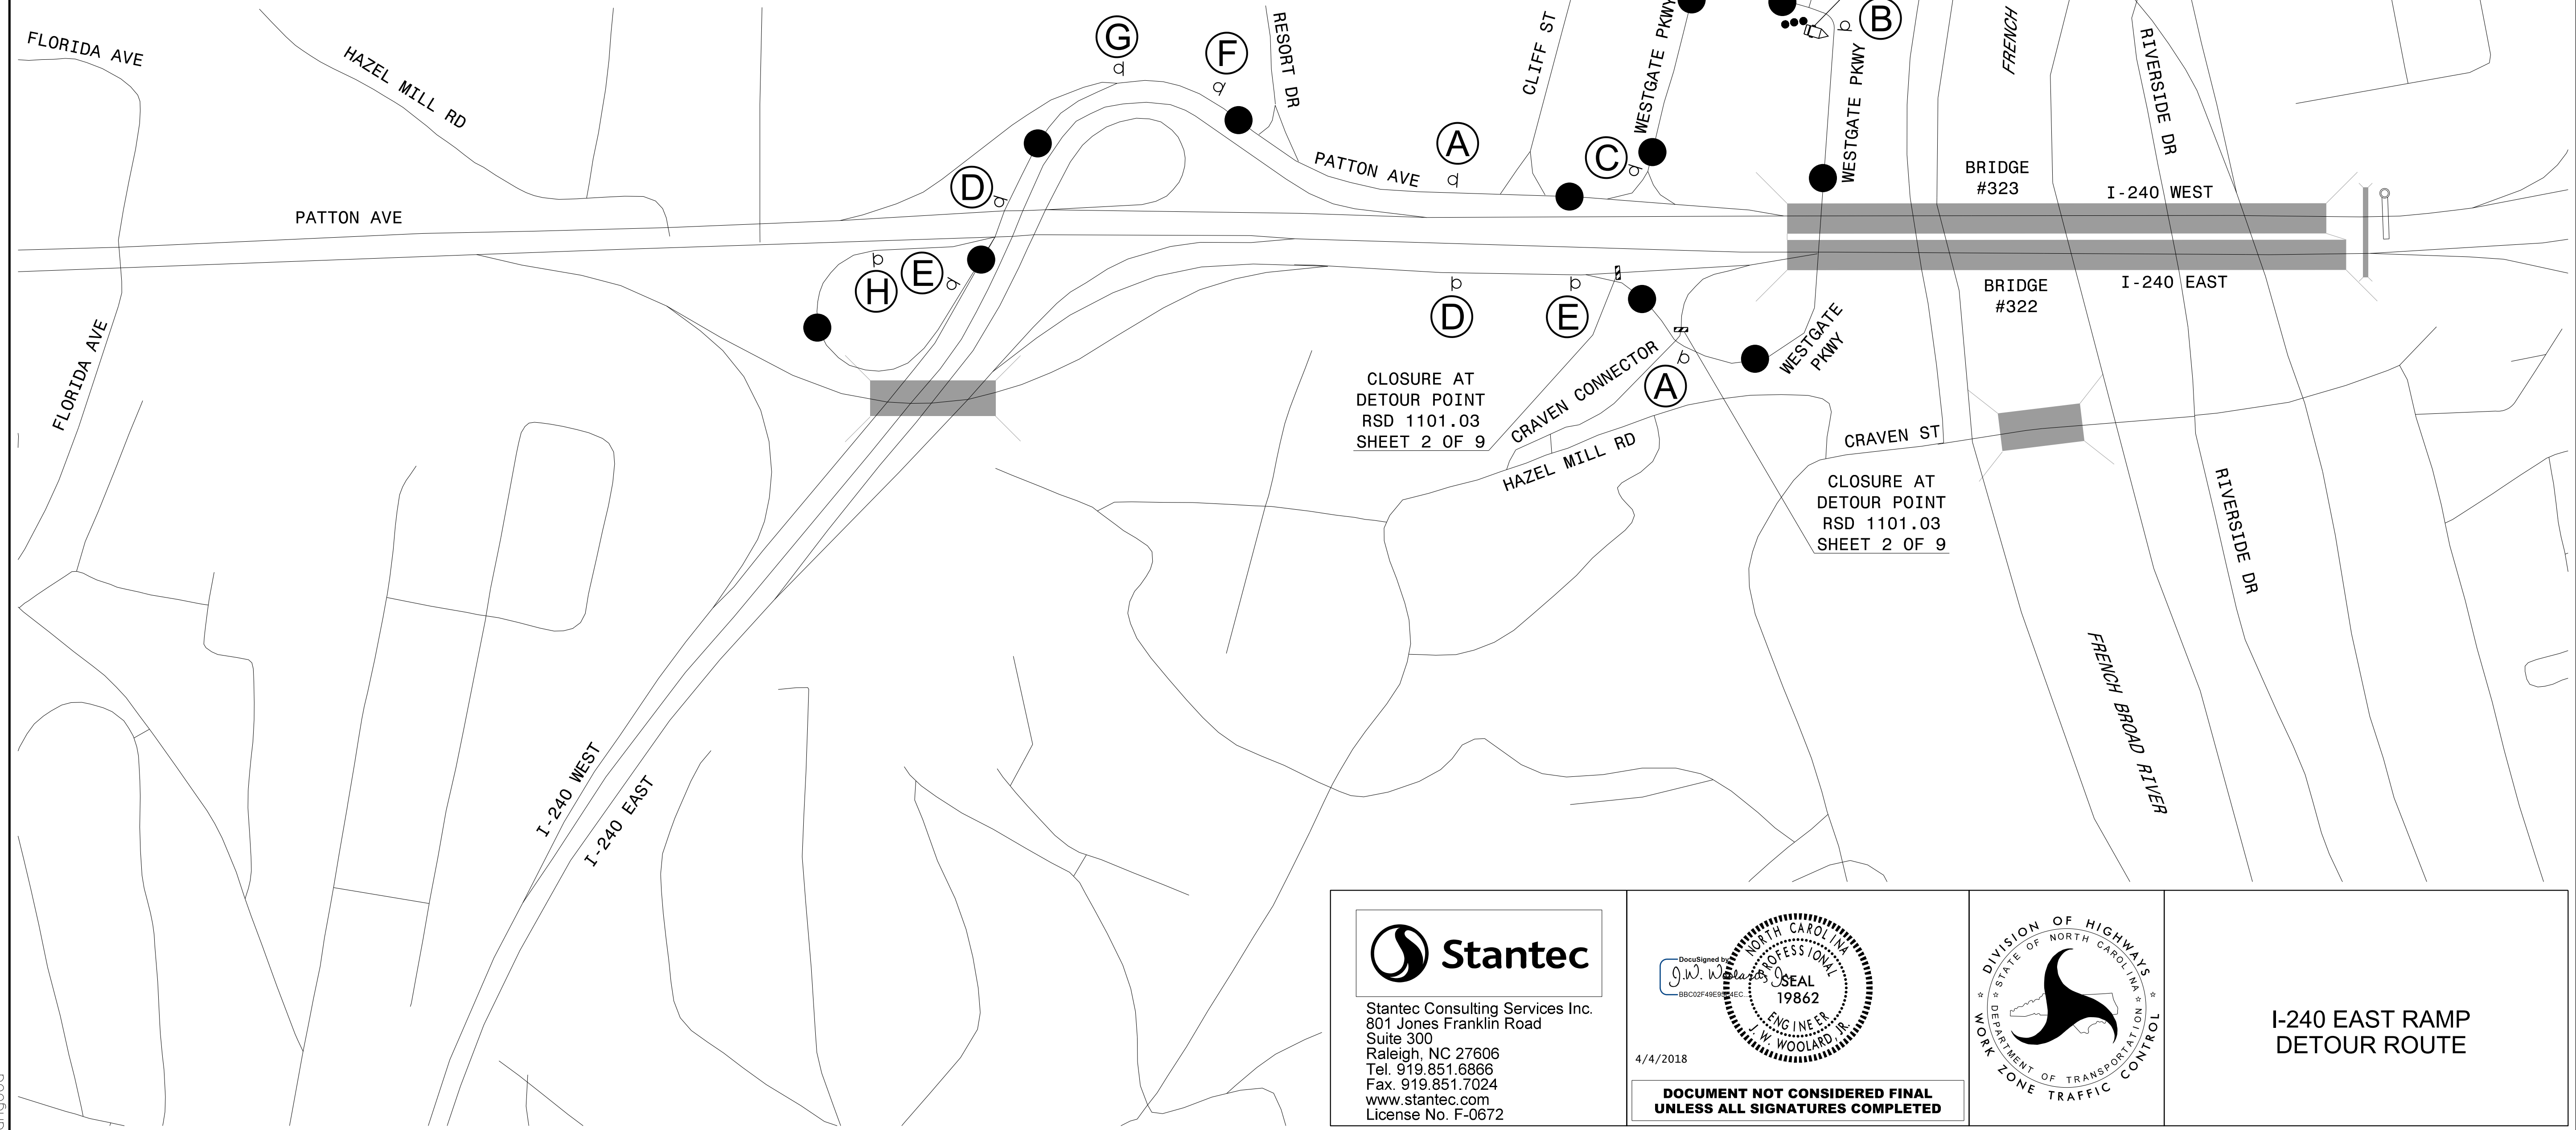 FLORIDA AVE
HAZEL MILL RD
G
F
RESORT DR
CLIFF ST
WESTGATE PKWY
B
WESTGATE PKWY
FRENCH
RIVERSIDE DR
A
C
PATTON AVE
D
PATTON AVE
BRIDGE
#323
I-240 WEST
H
E
D
E
BRIDGE
#322
I-240 EAST
WESTGATE
PKWY
FLORIDA AVE
CLOSURE AT
DETOUR POINT
RSD 1101.03
SHEET 2 OF 9
CRAVEN CONNECTOR
A
HAZEL MILL RD
CRAVEN ST
CLOSURE AT
DETOUR POINT
RSD 1101.03
SHEET 2 OF 9
RIVERSIDE DR
FRENCH BROAD RIVER
I-240 WEST
I-240 EAST
Stantec
Stantec Consulting Services Inc.
801 Jones Franklin Road
Suite 300
Raleigh, NC 27606
Tel. 919.851.6866
Fax. 919.851.7024
www.stantec.com
License No. F-0672
DocuSigned by
J.W. Woolard, Jr.
NORTH CAROLINA
PROFESSIONAL
SEAL
19862
ENGINEER
J. W. WOOLARD, JR.
4/4/2018
DOCUMENT NOT CONSIDERED FINAL
UNLESS ALL SIGNATURES COMPLETED
DIVISION OF HIGHWAYS
STATE OF NORTH CAROLINA
DEPARTMENT OF TRANSPORTATION
WORK ZONE TRAFFIC CONTROL
I-240 EAST RAMP
DETOUR ROUTE